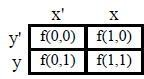 x' x
y' f(0,0) f(1,0)
y f(0,1) f(1,1)